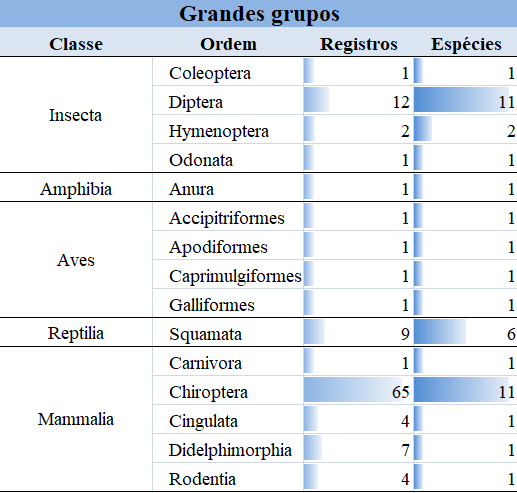 Grandes grupos
Classe Ordem Registros Espécies
Insecta Coleoptera 1 1
Diptera 12 11
Hymenoptera 2 2
Odonata 1 1
Amphibia Anura 1 1
Aves Accipitriformes 1 1
Apodiformes 1 1
Caprimulgiformes 1 1
Galliformes 1 1
Reptilia Squamata 9 6
Mammalia Carnivora 1 1
Chiroptera 65 11
Cingulata 4 1
Didelphimorphia 7 1
Rodentia 4 1